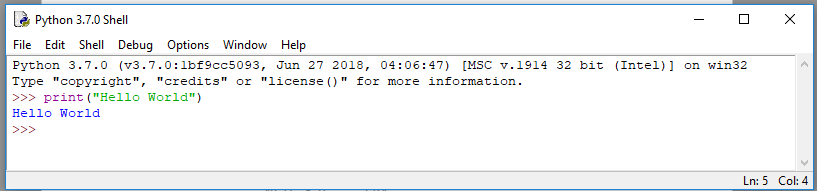 Python 3.7.0 Shell
File Edit Shell Debug Options Window Help
Python 3.7.0 (v3.7.0:1bf9cc5093, Jun 27 2018, 04:06:47) [MSC v.1914 32 bit (Intel)] on win32
Type "copyright", "credits" or "license()" for more information.
>>> print("Hello World")
Hello World
>>>
Ln: 5 Col: 4